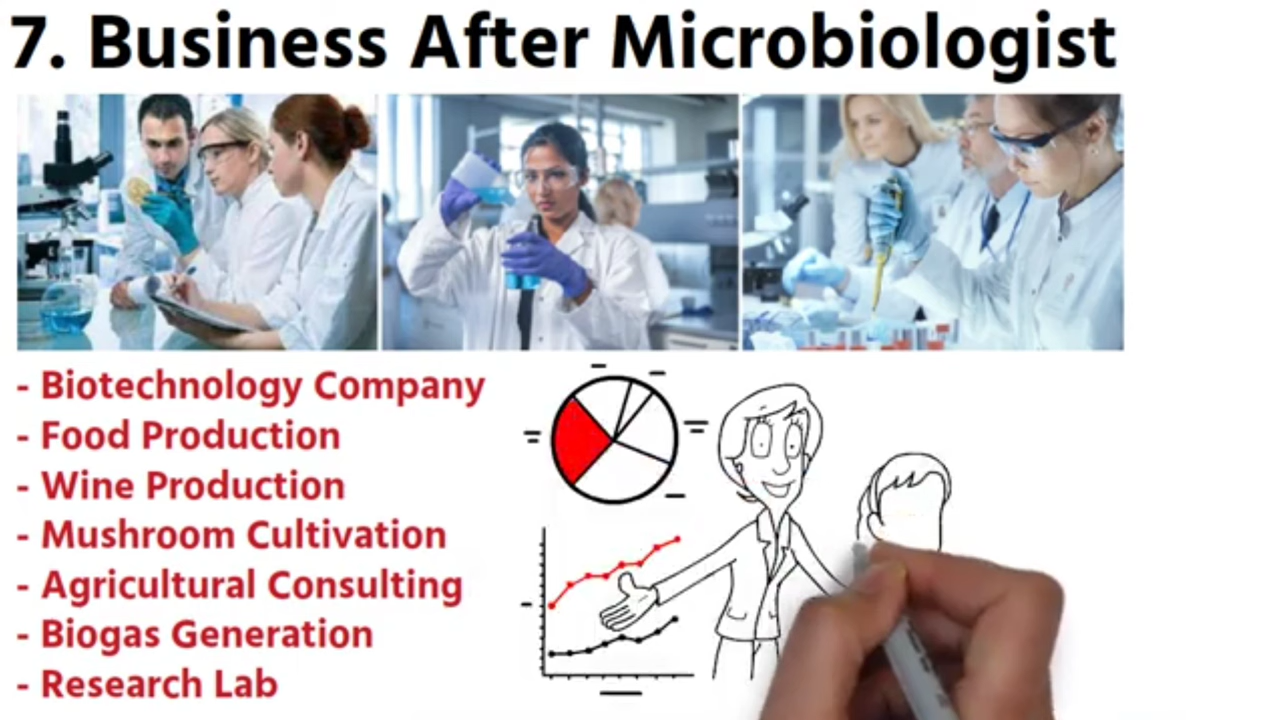 7. Business After Microbiologist
- Biotechnology Company
- Food Production
- Wine Production
- Mushroom Cultivation
- Agricultural Consulting
- Biogas Generation
- Research Lab